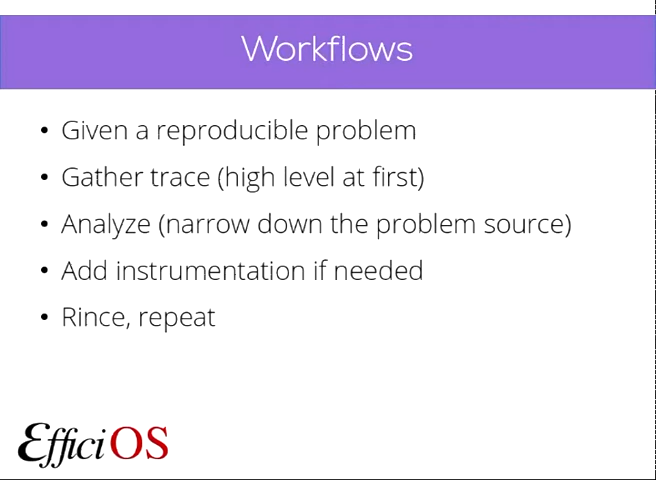 Workflows
• Given a reproducible problem
• Gather trace (high level at first)
• Analyze (narrow down the problem source)
• Add instrumentation if needed
• Rince, repeat
EfficiOS